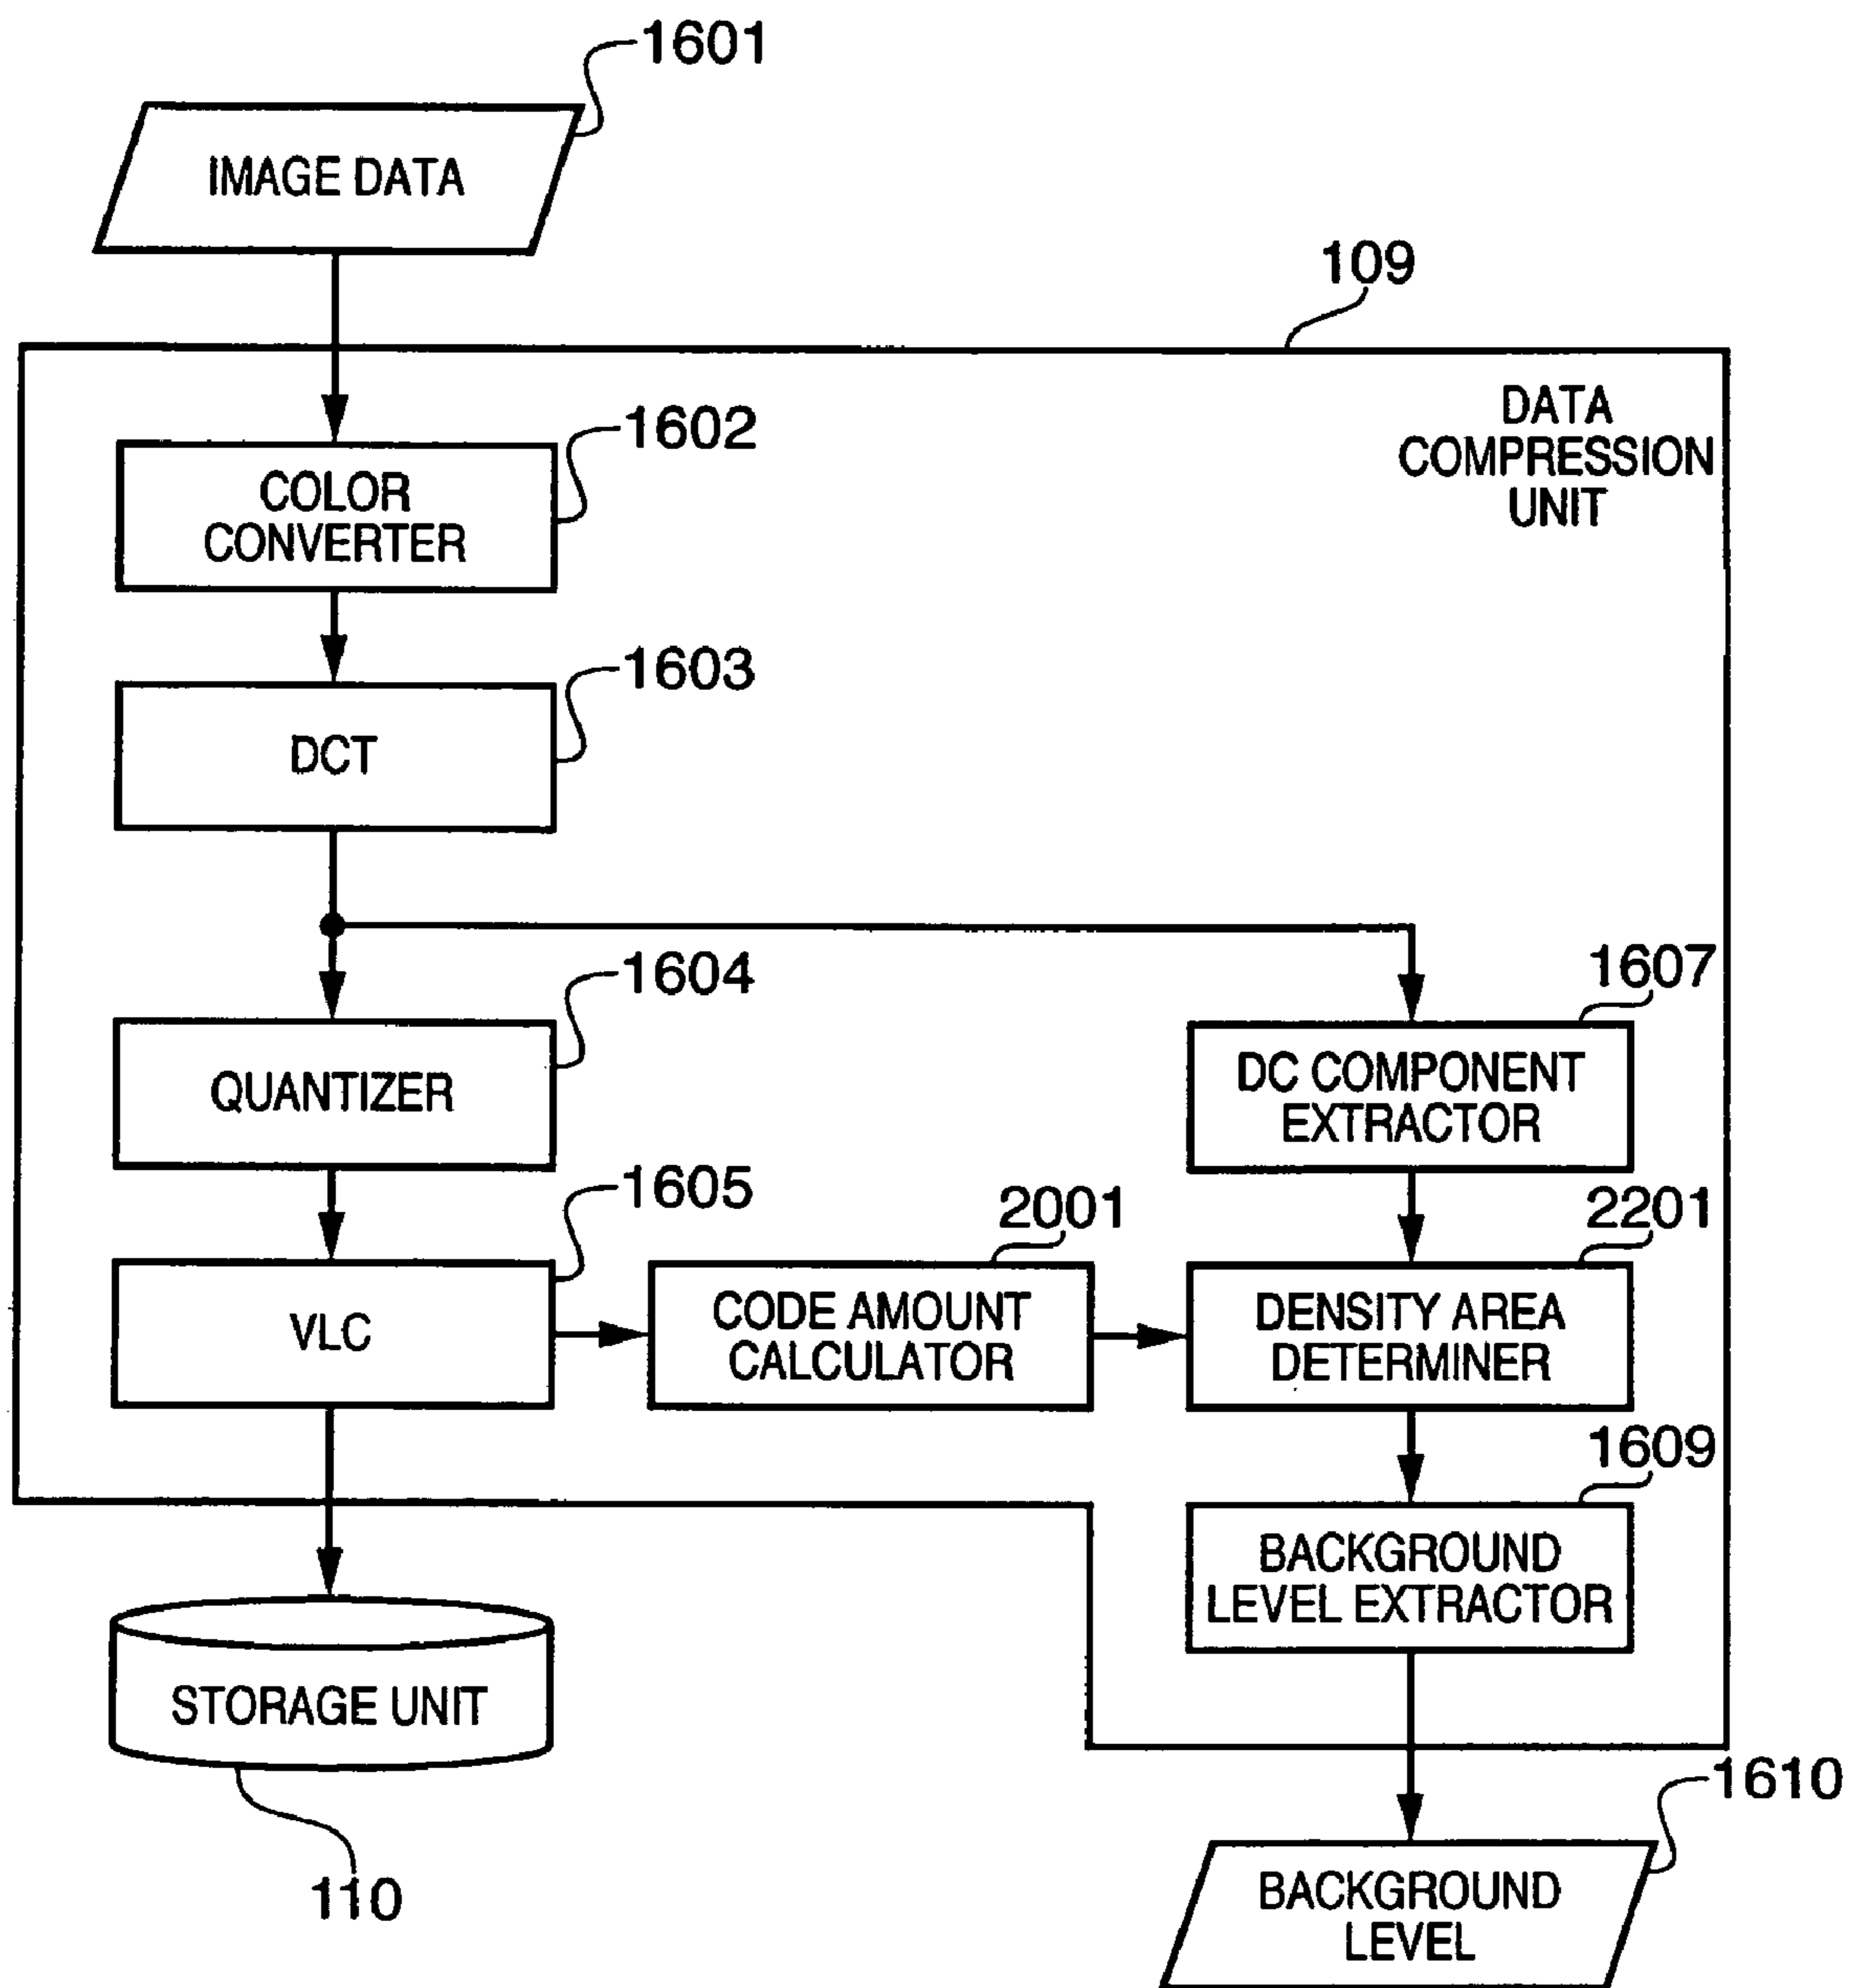 1601
IMAGE DATA
109
DATA
COMPRESSION
UNIT
1602
COLOR
CONVERTER
1603
DCT
1604
QUANTIZER
1607
DC COMPONENT
EXTRACTOR
1605
VLC
2001
CODE AMOUNT
CALCULATOR
2201
DENSITY AREA
DETERMINER
1609
BACKGROUND
LEVEL EXTRACTOR
STORAGE UNIT
110
1610
BACKGROUND
LEVEL